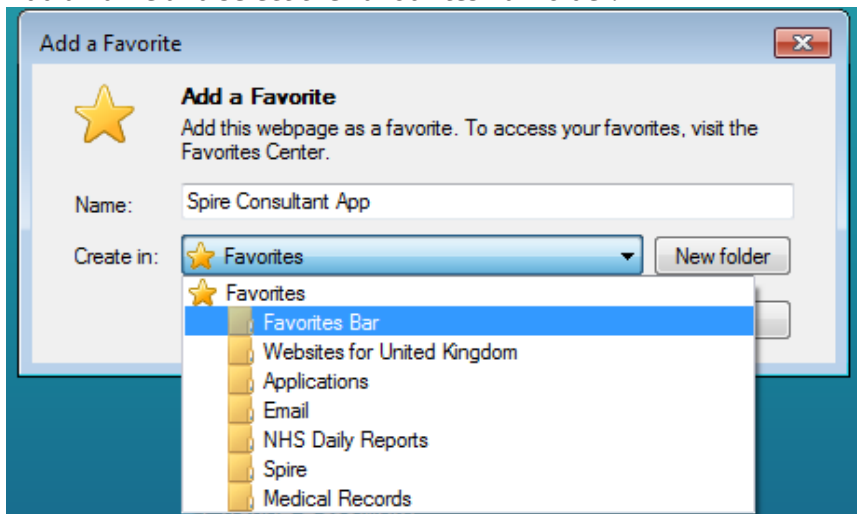 Add a Favorite
Add a Favorite
Add this webpage as a favorite. To access your favorites, visit the
Favorites Center.
Name: Spire Consultant App
Create in: Favorites New folder
Favorites
Favorites Bar
Websites for United Kingdom
Applications
Email
NHS Daily Reports
Spire
Medical Records